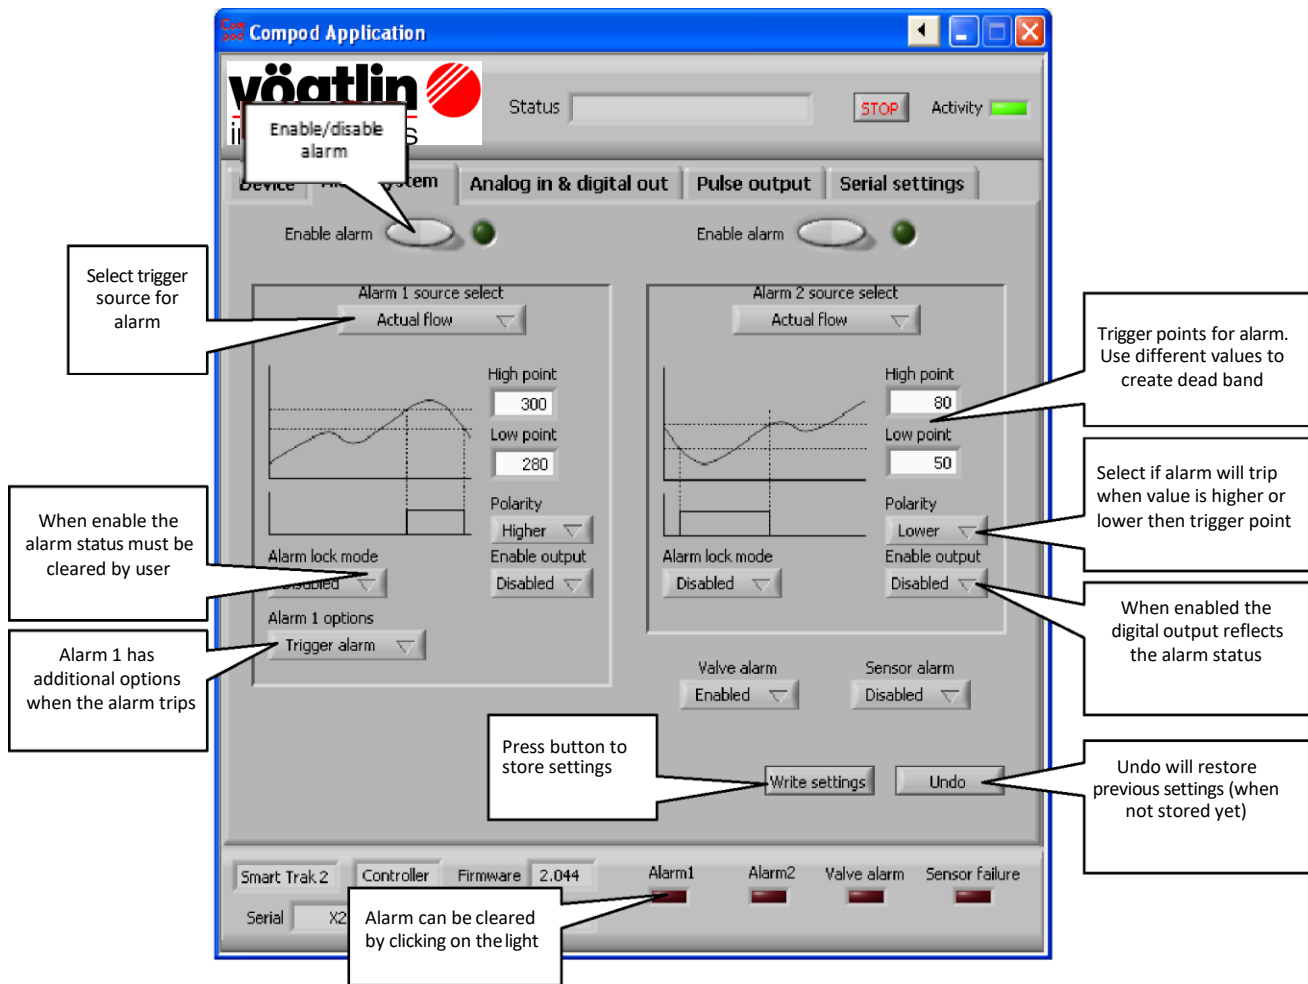 Compod Application
vögtlin
Enable/disable
alarm
Status
STOP
Activity
Analog in & digital out
Pulse output
Serial settings
Enable alarm
Enable alarm
Select trigger
source for
alarm
Alarm 1 source select
Actual flow
Alarm 2 source select
Actual flow
Trigger points for alarm.
Use different values to
create dead band
High point
300
Low point
280
High point
80
Low point
50
Select if alarm will trip
when value is higher or
lower then trigger point
When enable the
alarm status must be
cleared by user
Polarity
Higher
Polarity
Lower
Alarm lock mode
Disabled
Enable output
Disabled
Alarm lock mode
Disabled
Enable output
Disabled
When enabled the
digital output reflects
the alarm status
Alarm 1 options
Trigger alarm
Alarm 1 has
additional options
when the alarm trips
Valve alarm
Enabled
Sensor alarm
Disabled
Press button to
store settings
Write settings
Undo
Undo will restore
previous settings (when
not stored yet)
Smart Trak 2
Controller
Firmware 2.044
Alarm1
Alarm2
Valve alarm
Sensor failure
Serial
X2
Alarm can be cleared
by clicking on the light